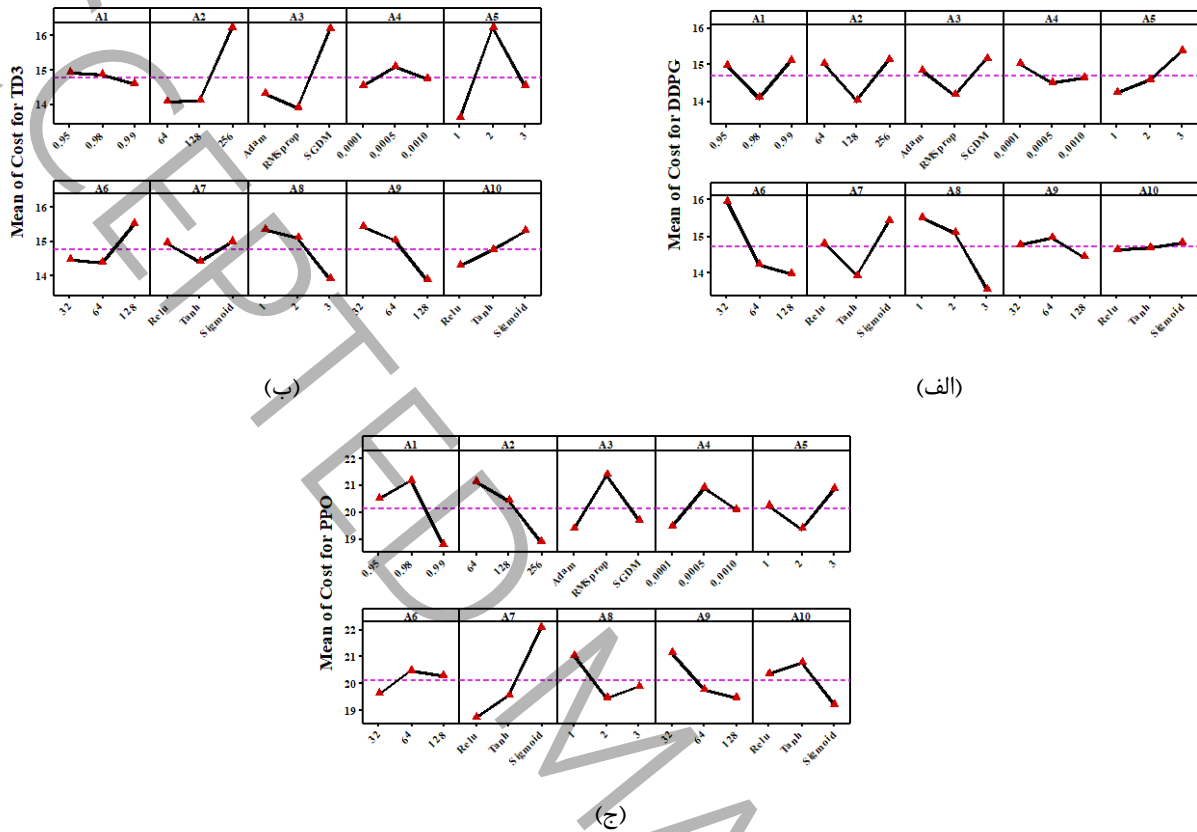 A1 A2 A3 A4 A5
16
15
14
Mean of Cost for TD3
0.95 0.98 0.99 64 128 256 Adam RMSprop SGDM 0.0001 0.0005 0.0010 1 2 3
A6 A7 A8 A9 A10
16
15
14
32 64 128 Relu Tanh Sigmoid 1 2 3 32 64 128 Relu Tanh Sigmoid
(ب)
A1 A2 A3 A4 A5
16
15
14
Mean of Cost for DDPG
0.95 0.98 0.99 64 128 256 Adam RMSprop SGDM 0.0001 0.0005 0.0010 1 2 3
A6 A7 A8 A9 A10
16
15
14
32 64 128 Relu Tanh Sigmoid 1 2 3 32 64 128 Relu Tanh Sigmoid
(الف)
A1 A2 A3 A4 A5
22
21
20
19
Mean of Cost for PPO
0.95 0.98 0.99 64 128 256 Adam RMSprop SGDM 0.0001 0.0005 0.0010 1 2 3
A6 A7 A8 A9 A10
22
21
20
19
32 64 128 Relu Tanh Sigmoid 1 2 3 32 64 128 Relu Tanh Sigmoid
(ج)
CEPTED M